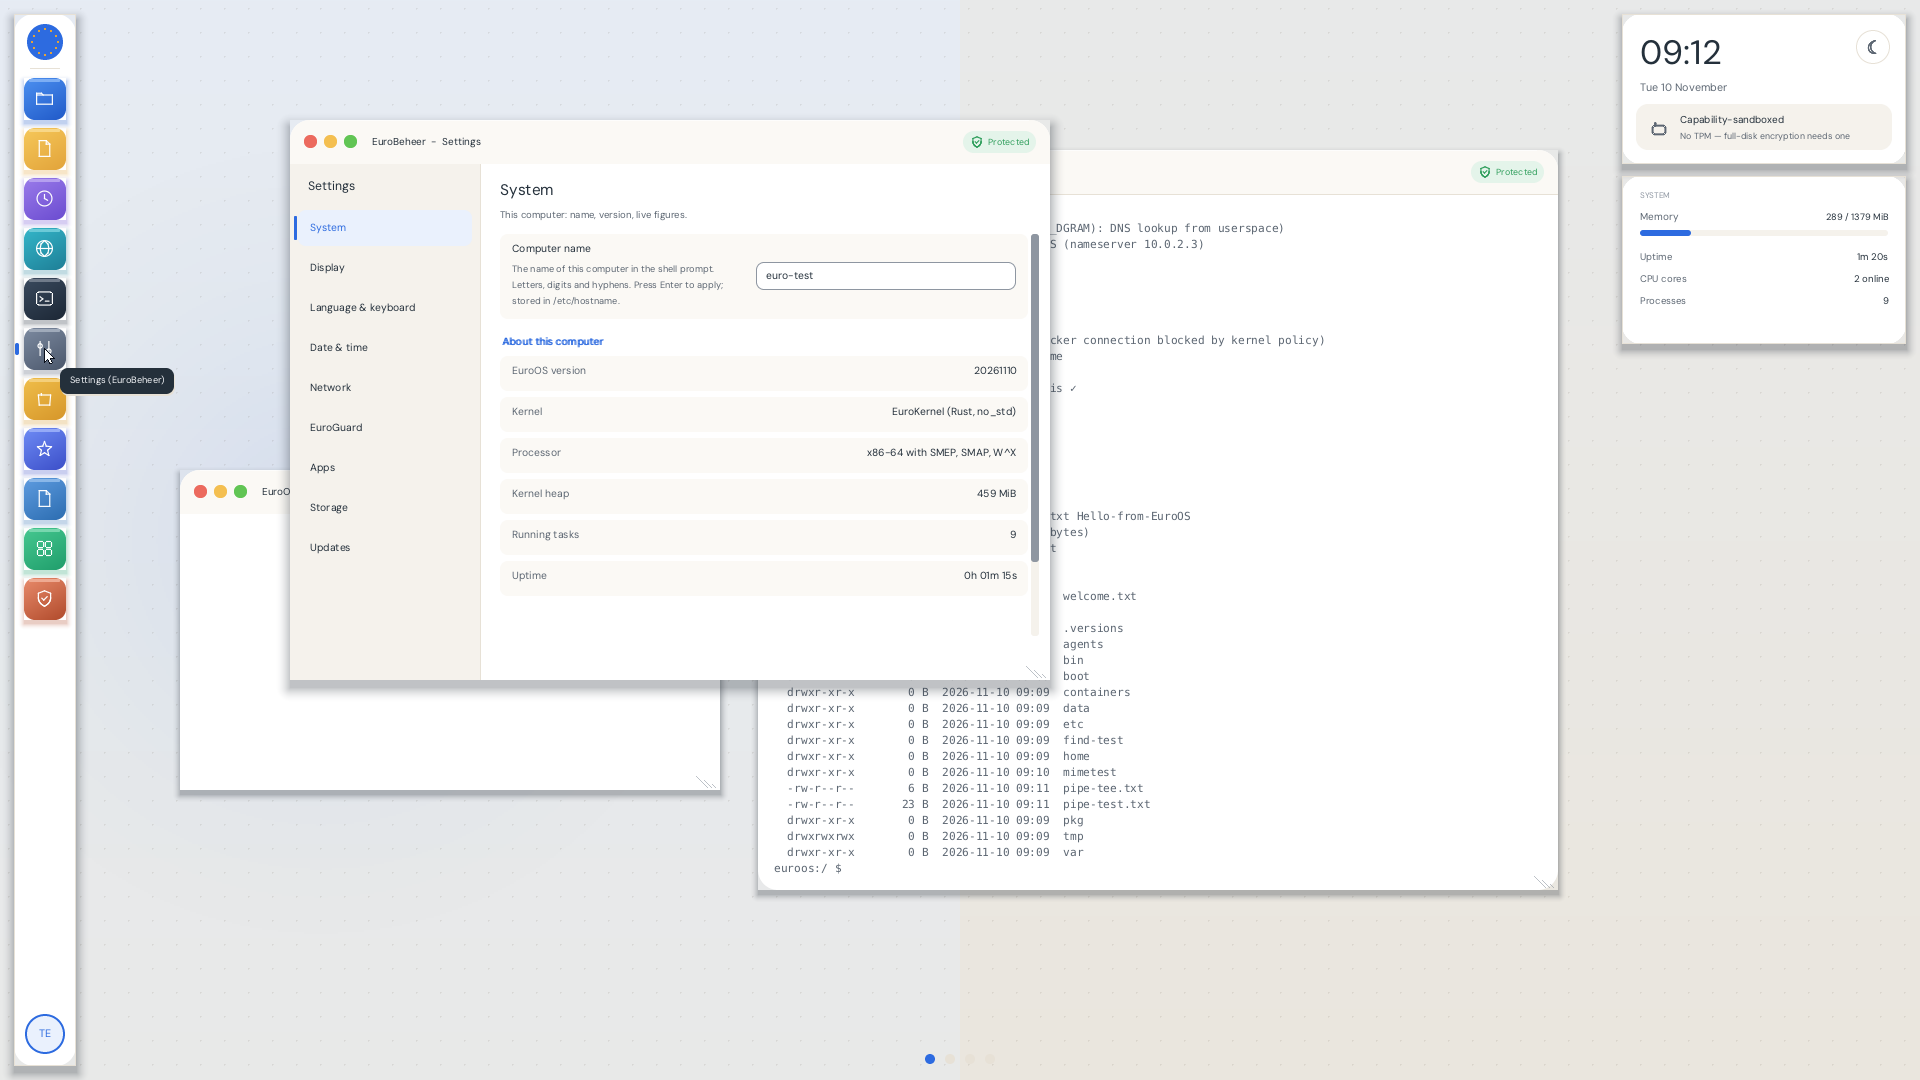 09:12
Tue 10 November
Capability-sandboxed
No TPM — full-disk encryption needs one
SYSTEM
Memory 289 / 1379 MiB
Uptime 1m 20s
CPU cores 2 online
Processes 9
EuroBeheer - Settings
Protected
Settings
System
Display
Language & keyboard
Date & time
Network
EuroGuard
Apps
Storage
Updates
System
This computer: name, version, live figures.
Computer name
The name of this computer in the shell prompt.
Letters, digits and hyphens. Press Enter to apply;
stored in /etc/hostname.
euro-test
About this computer
EuroOS version 20261110
Kernel EuroKernel (Rust, no_std)
Processor x86-64 with SMEP, SMAP, W^X
Kernel heap 459 MiB
Running tasks 9
Uptime 0h 01m 15s
Settings (EuroBeheer)
EuroO
Protected
_DGRAM): DNS lookup from userspace)
S (nameserver 10.0.2.3)
cker connection blocked by kernel policy)
me
is ✓
txt Hello-from-EuroOS
bytes)
t
welcome.txt
.versions
agents
bin
boot
drwxr-xr-x 0 B 2026-11-10 09:09 containers
drwxr-xr-x 0 B 2026-11-10 09:09 data
drwxr-xr-x 0 B 2026-11-10 09:09 etc
drwxr-xr-x 0 B 2026-11-10 09:09 find-test
drwxr-xr-x 0 B 2026-11-10 09:09 home
drwxr-xr-x 0 B 2026-11-10 09:10 mimetest
-rw-r--r-- 6 B 2026-11-10 09:11 pipe-tee.txt
-rw-r--r-- 23 B 2026-11-10 09:11 pipe-test.txt
drwxr-xr-x 0 B 2026-11-10 09:09 pkg
drwxrwxrwx 0 B 2026-11-10 09:09 tmp
drwxr-xr-x 0 B 2026-11-10 09:09 var
euroos:/ $
TE